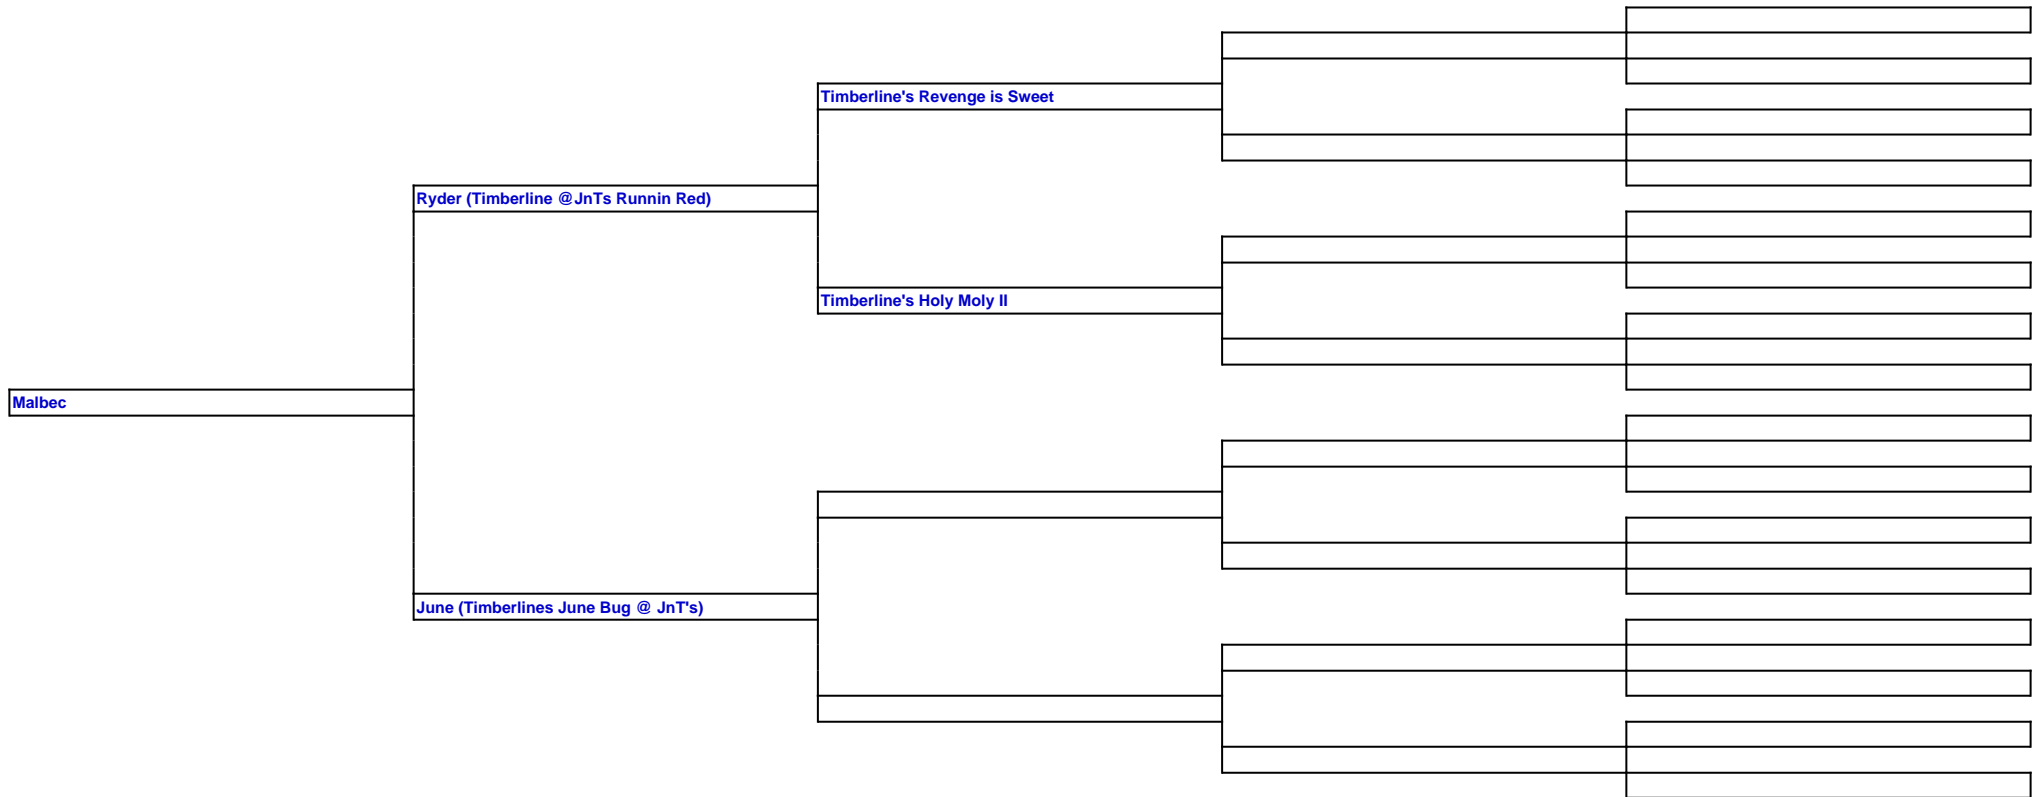 Timberline's Revenge is Sweet
Ryder (Timberline @JnTs Runnin Red)
Timberline's Holy Moly II
Malbec
June (Timberlines June Bug @ JnT's)